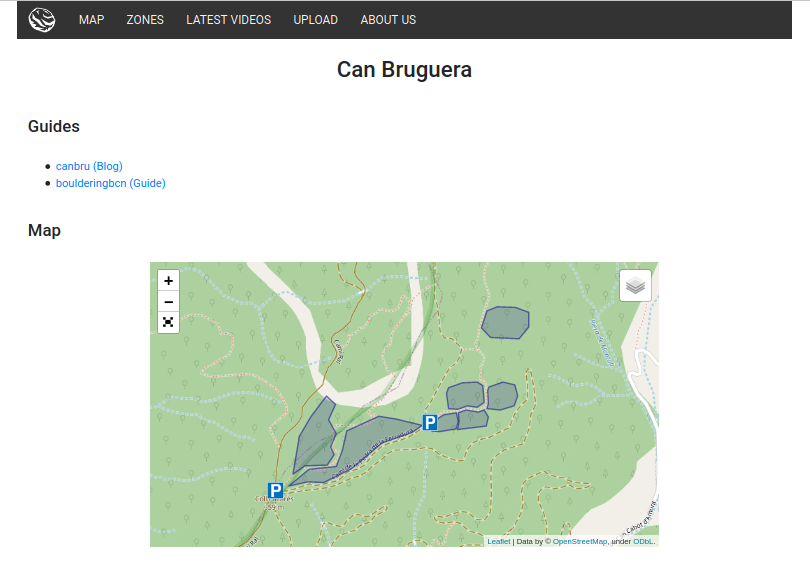 MAP ZONES LATEST VIDEOS UPLOAD ABOUT US
Can Bruguera
Guides
canbru (Blog)
boulderingbcn (Guide)
Map
+
−
P
P
Leaflet | Data by © OpenStreetMap, under ODbL.